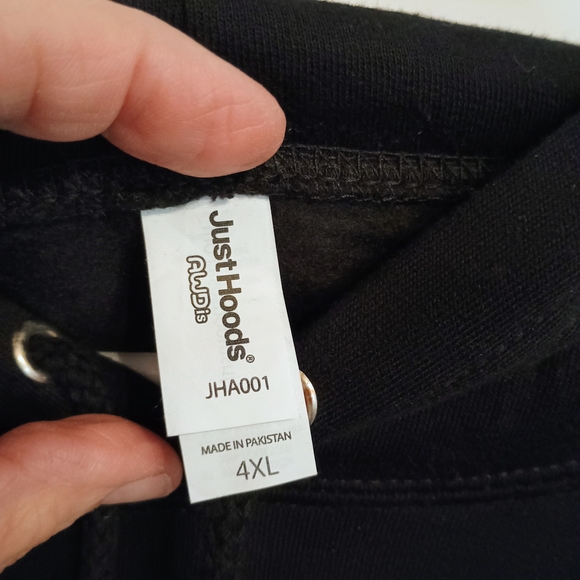 JustHoods®
AWDis
JHA001
MADE IN PAKISTAN
4XL